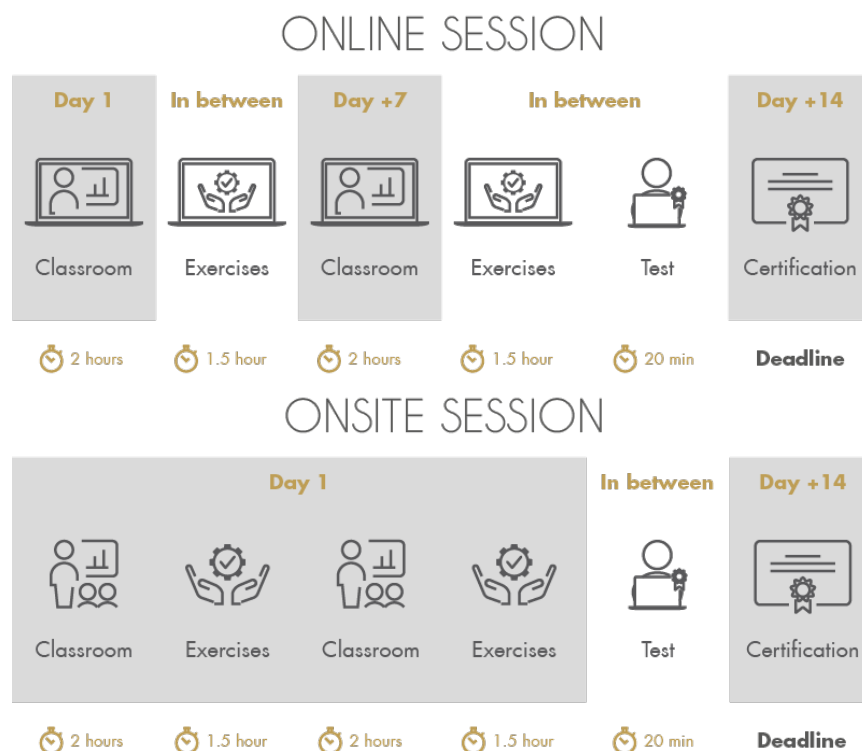 ONLINE SESSION
Day 1 In between Day +7 In between Day +14
Classroom Exercises Classroom Exercises Test Certification
2 hours 1.5 hour 2 hours 1.5 hour 20 min Deadline
ONSITE SESSION
Day 1 In between Day +14
Classroom Exercises Classroom Exercises Test Certification
2 hours 1.5 hour 2 hours 1.5 hour 20 min Deadline